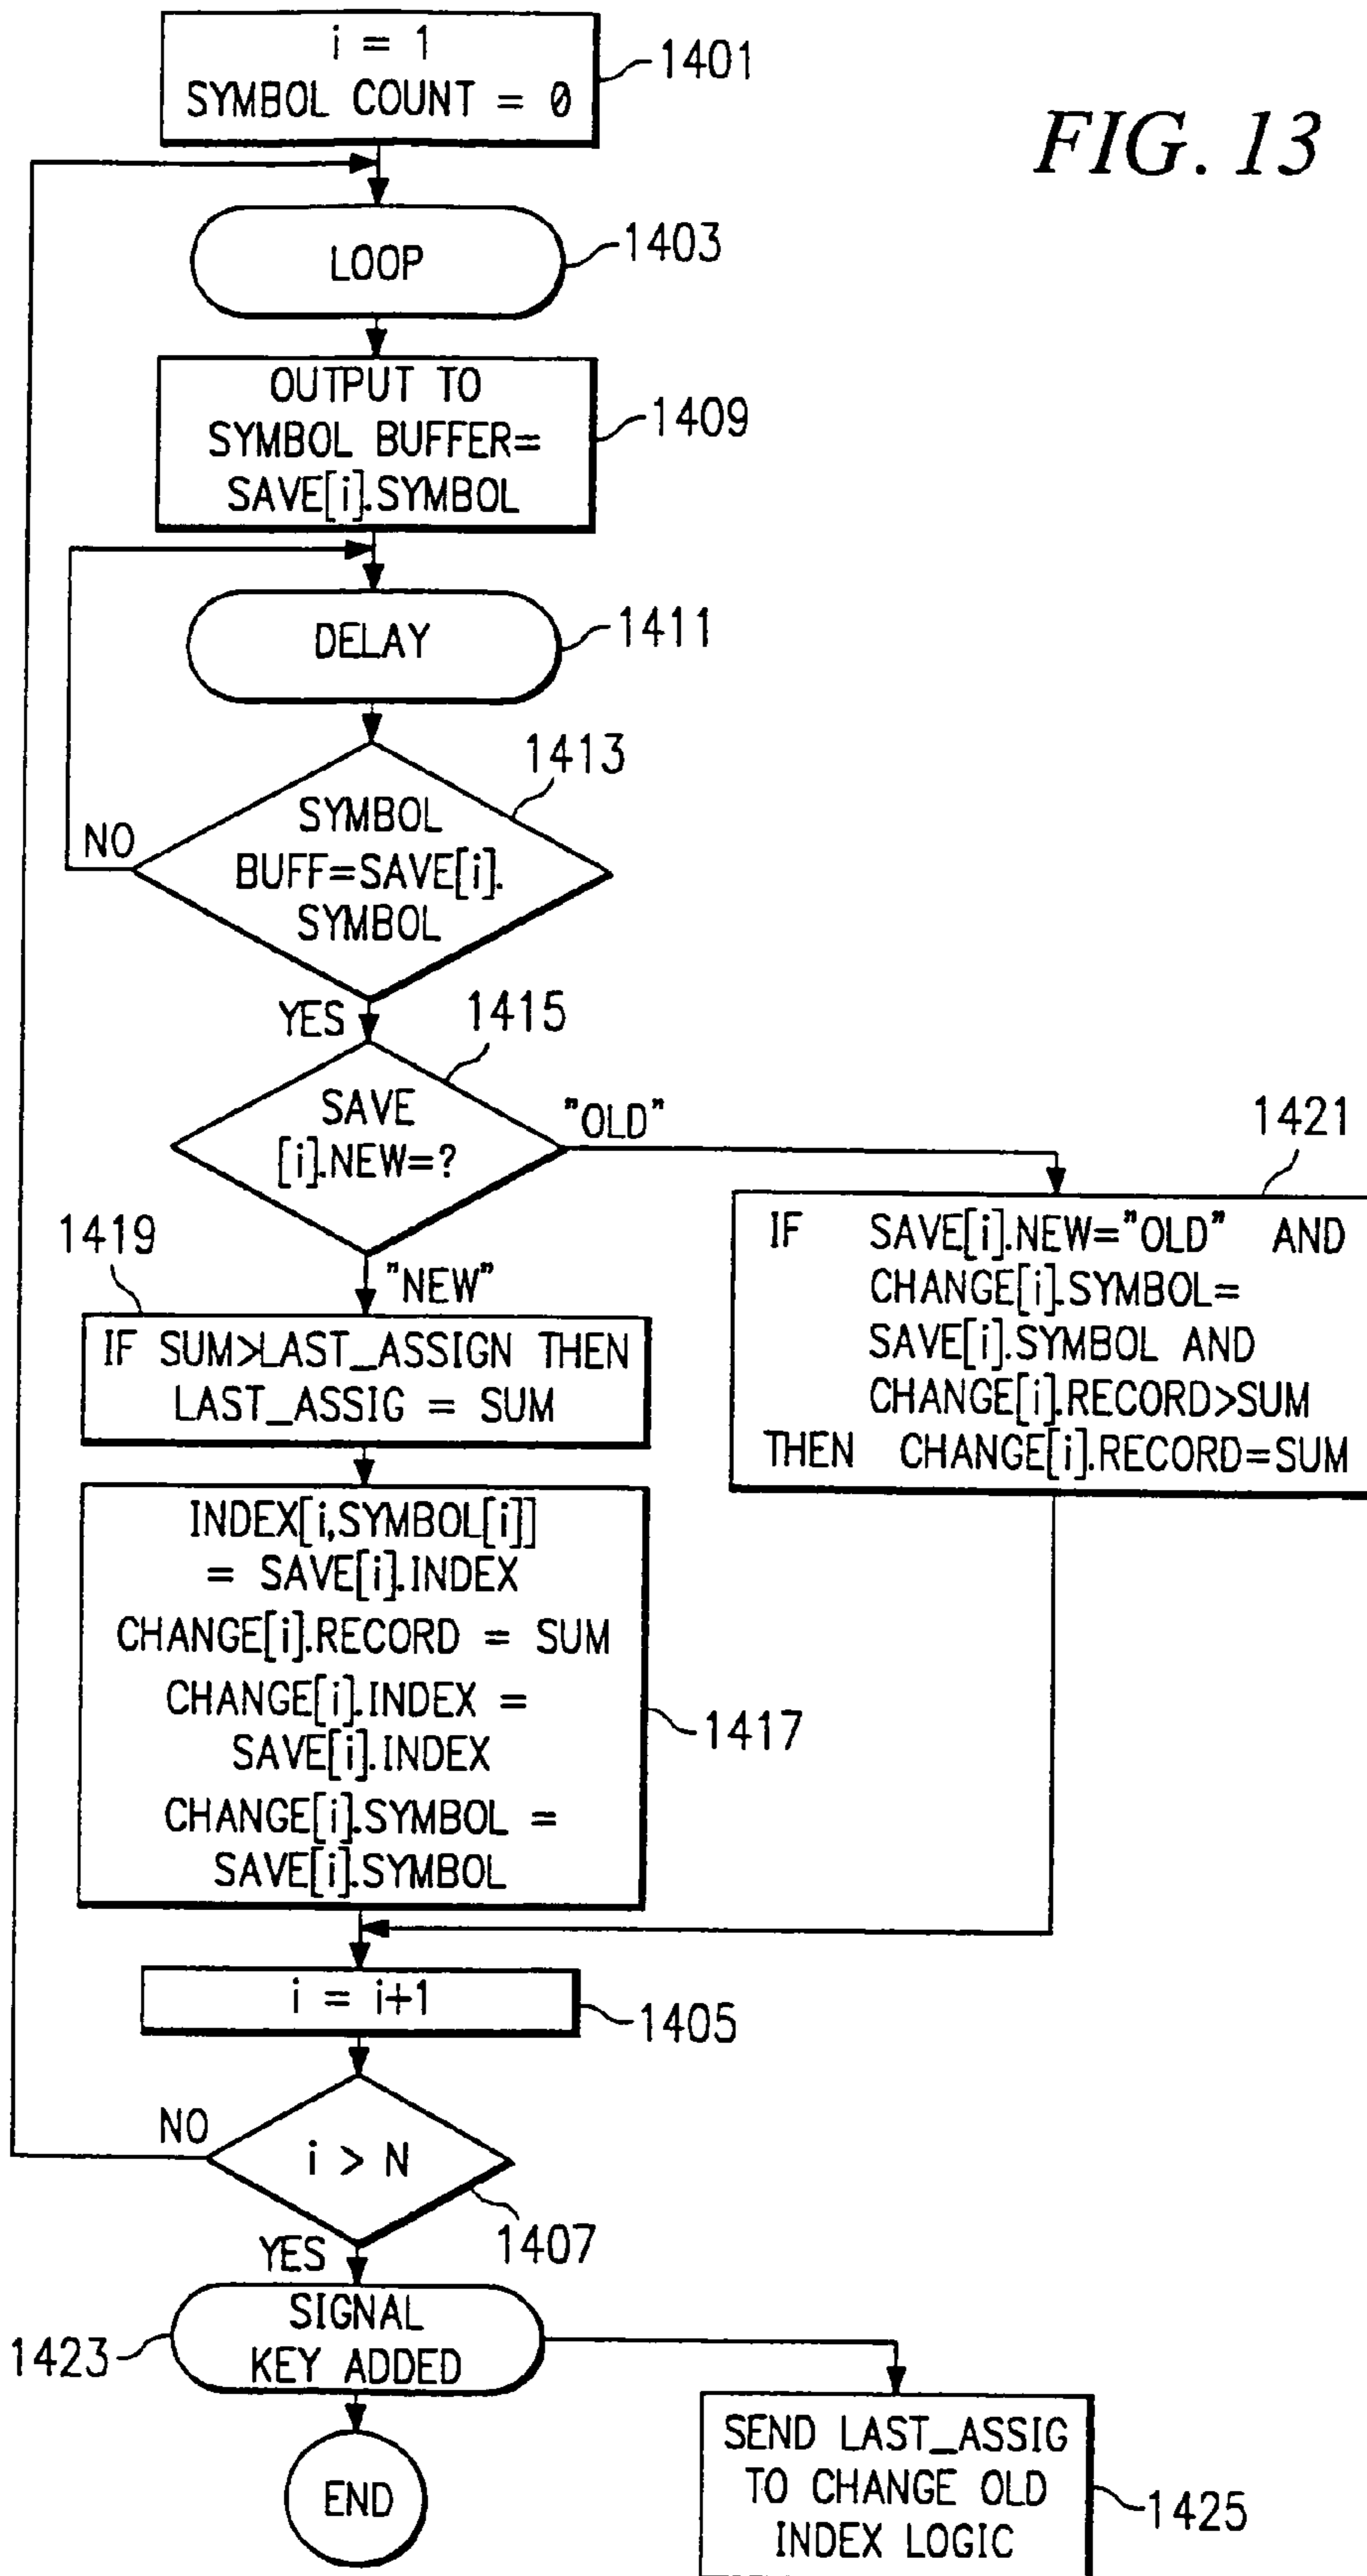 i = 1
SYMBOL COUNT = 0
1401
FIG. 13
LOOP
1403
OUTPUT TO
SYMBOL BUFFER=
SAVE[i].SYMBOL
1409
DELAY
1411
1413
SYMBOL
BUFF=SAVE[i].
SYMBOL
NO
YES
1415
SAVE
[i].NEW=?
"OLD"
1421
IF SAVE[i].NEW="OLD" AND
CHANGE[i].SYMBOL=
SAVE[i].SYMBOL AND
CHANGE[i].RECORD>SUM
THEN CHANGE[i].RECORD=SUM
"NEW"
1419
IF SUM>LAST_ASSIGN THEN
LAST_ASSIG = SUM
INDEX[i,SYMBOL[i]]
= SAVE[i].INDEX
CHANGE[i].RECORD = SUM
CHANGE[i].INDEX =
SAVE[i].INDEX
CHANGE[i].SYMBOL =
SAVE[i].SYMBOL
1417
i = i+1
1405
NO
i > N
1407
YES
SIGNAL
KEY ADDED
1423
END
SEND LAST_ASSIG
TO CHANGE OLD
INDEX LOGIC
1425